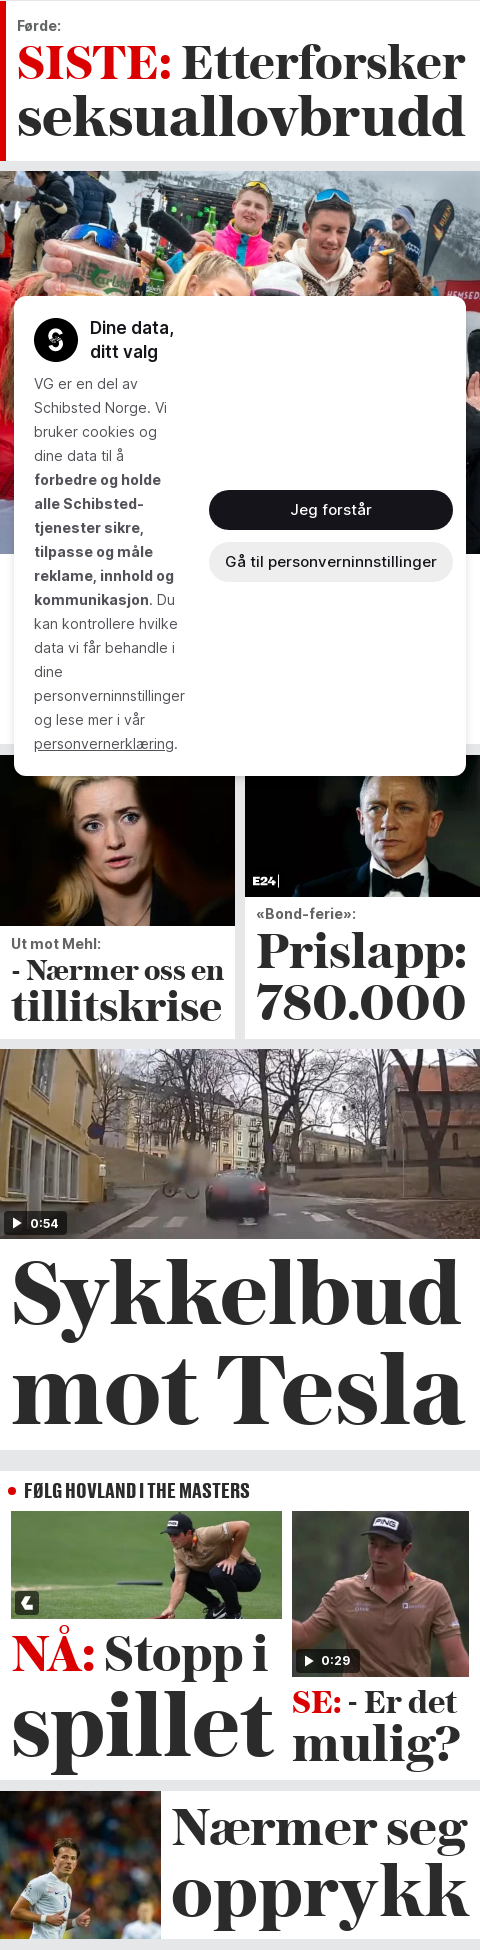 Førde:
SISTE: Etterforsker
seksuallovbrudd
Carlsberg
HEMSED
Dine data,
ditt valg
VG er en del av
Schibsted Norge. Vi
bruker cookies og
dine data til å
forbedre og holde
alle Schibsted-
tjenester sikre,
tilpasse og måle
reklame, innhold og
kommunikasjon. Du
kan kontrollere hvilke
data vi får behandle i
dine
personverninnstillinger
og lese mer i vår
personvernerklæring.
Jeg forstår
Gå til personverninnstillinger
E24
Ut mot Mehl:
- Nærmer oss en
tillitskrise
«Bond-ferie»:
Prislapp:
780.000
0:54
Sykkelbud
mot Tesla
FØLG HOVLAND I THE MASTERS
PING
NÅ: Stopp i
spillet
PING
0:29
SE: - Er det
mulig?
Nærmer seg
opprykk